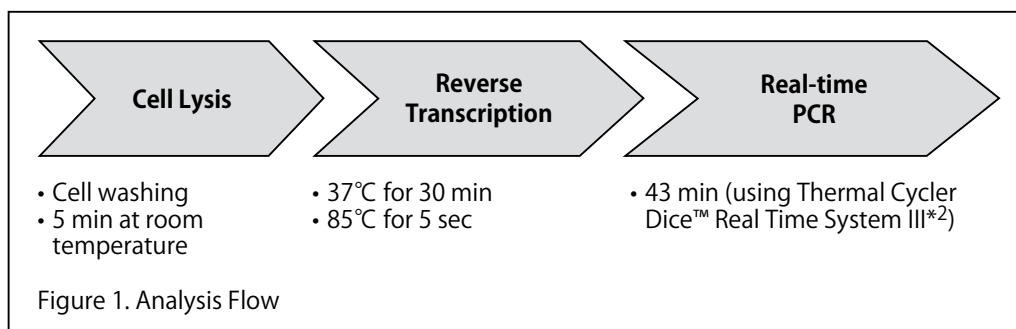 Cell Lysis
Reverse
Transcription
Real-time
PCR
• Cell washing
• 5 min at room
temperature
• 37℃ for 30 min
• 85℃ for 5 sec
• 43 min (using Thermal Cycler
Dice™ Real Time System III*2)
Figure 1. Analysis Flow